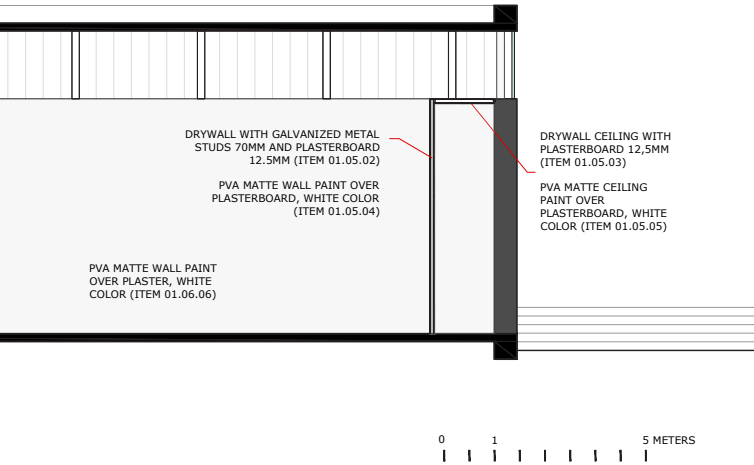 DRYWALL WITH GALVANIZED METAL
STUDS 70MM AND PLASTERBOARD
12.5MM (ITEM 01.05.02)
PVA MATTE WALL PAINT OVER
PLASTERBOARD, WHITE COLOR
(ITEM 01.05.04)
DRYWALL CEILING WITH
PLASTERBOARD 12,5MM
(ITEM 01.05.03)
PVA MATTE CEILING
PAINT OVER
PLASTERBOARD, WHITE
COLOR (ITEM 01.05.05)
PVA MATTE WALL PAINT
OVER PLASTER, WHITE
COLOR (ITEM 01.06.06)
0 1 5 METERS